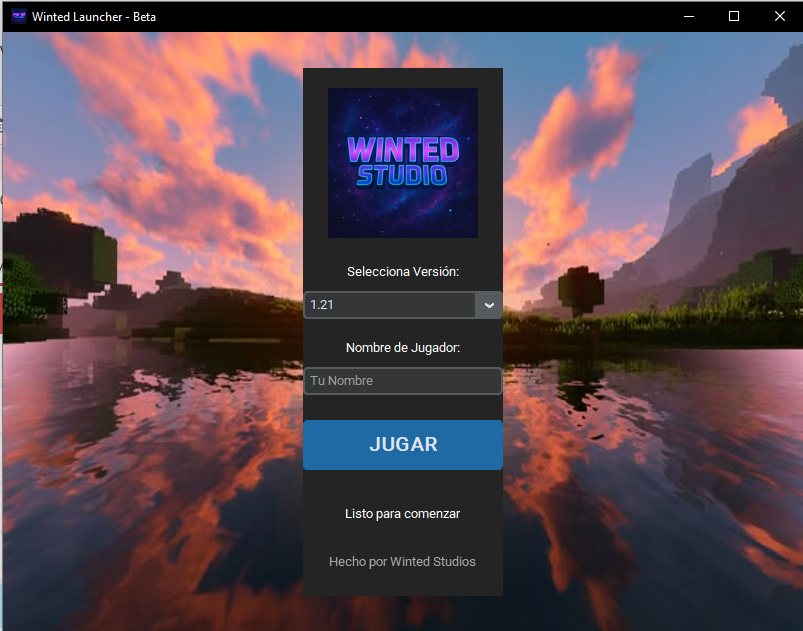 Winted Launcher - Beta
WINTED
STUDIO
Selecciona Versión:
1.21
Nombre de Jugador:
Tu Nombre
JUGAR
Listo para comenzar
Hecho por Winted Studios